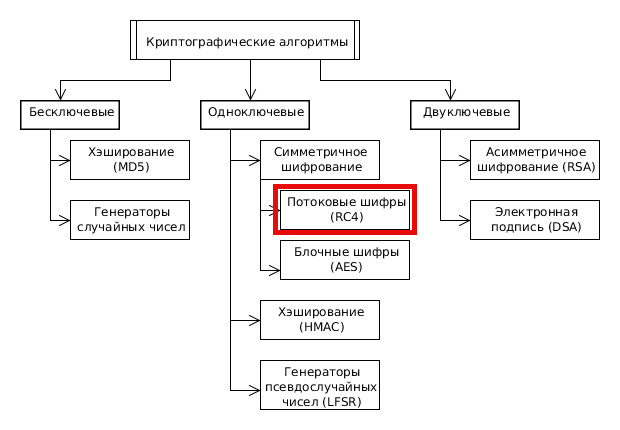 Криптографические алгоритмы
Бесключевые
Одноключевые
Двуключевые
Хэширование
(MD5)
Генераторы
случайных чисел
Симметричное
шифрование
Потоковые шифры
(RC4)
Блочные шифры
(AES)
Хэширование
(HMAC)
Генераторы
псевдослучайных
чисел (LFSR)
Асимметричное
шифрование (RSA)
Электронная
подпись (DSA)